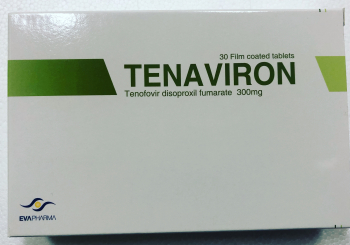 30 Film coated tablets
TENAVIRON
Tenofovir disoproxil fumarate 300mg
EVAPHARMA